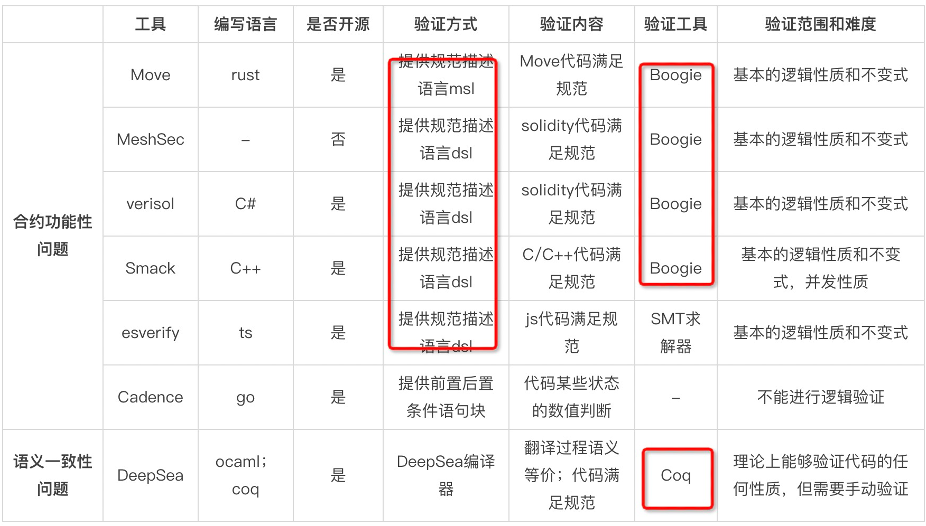 工具 编写语言 是否开源 验证方式 验证内容 验证工具 验证范围和难度
合约功能性
问题
Move rust 是 提供规范描述
语言msl Move代码满足
规范 Boogie 基本的逻辑性质和不变式
MeshSec – 否 提供规范描述
语言dsl solidity代码满
足规范 Boogie 基本的逻辑性质和不变式
verisol C# 是 提供规范描述
语言dsl solidity代码满
足规范 Boogie 基本的逻辑性质和不变式
Smack C++ 是 提供规范描述
语言dsl C/C++代码满
足规范 Boogie 基本的逻辑性质和不变
式，并发性质
esverify ts 是 提供规范描述
语言dsl js代码满足规
范 SMT求
解器 基本的逻辑性质和不变式
Cadence go 是 提供前置后置
条件语句块 代码某些状态
的数值判断 – 不能进行逻辑验证
语义一致性
问题
DeepSea ocaml；
coq 是 DeepSea编译
器 翻译过程语义
等价；代码满
足规范 Coq 理论上能够验证代码的任
何性质，但需要手动验证